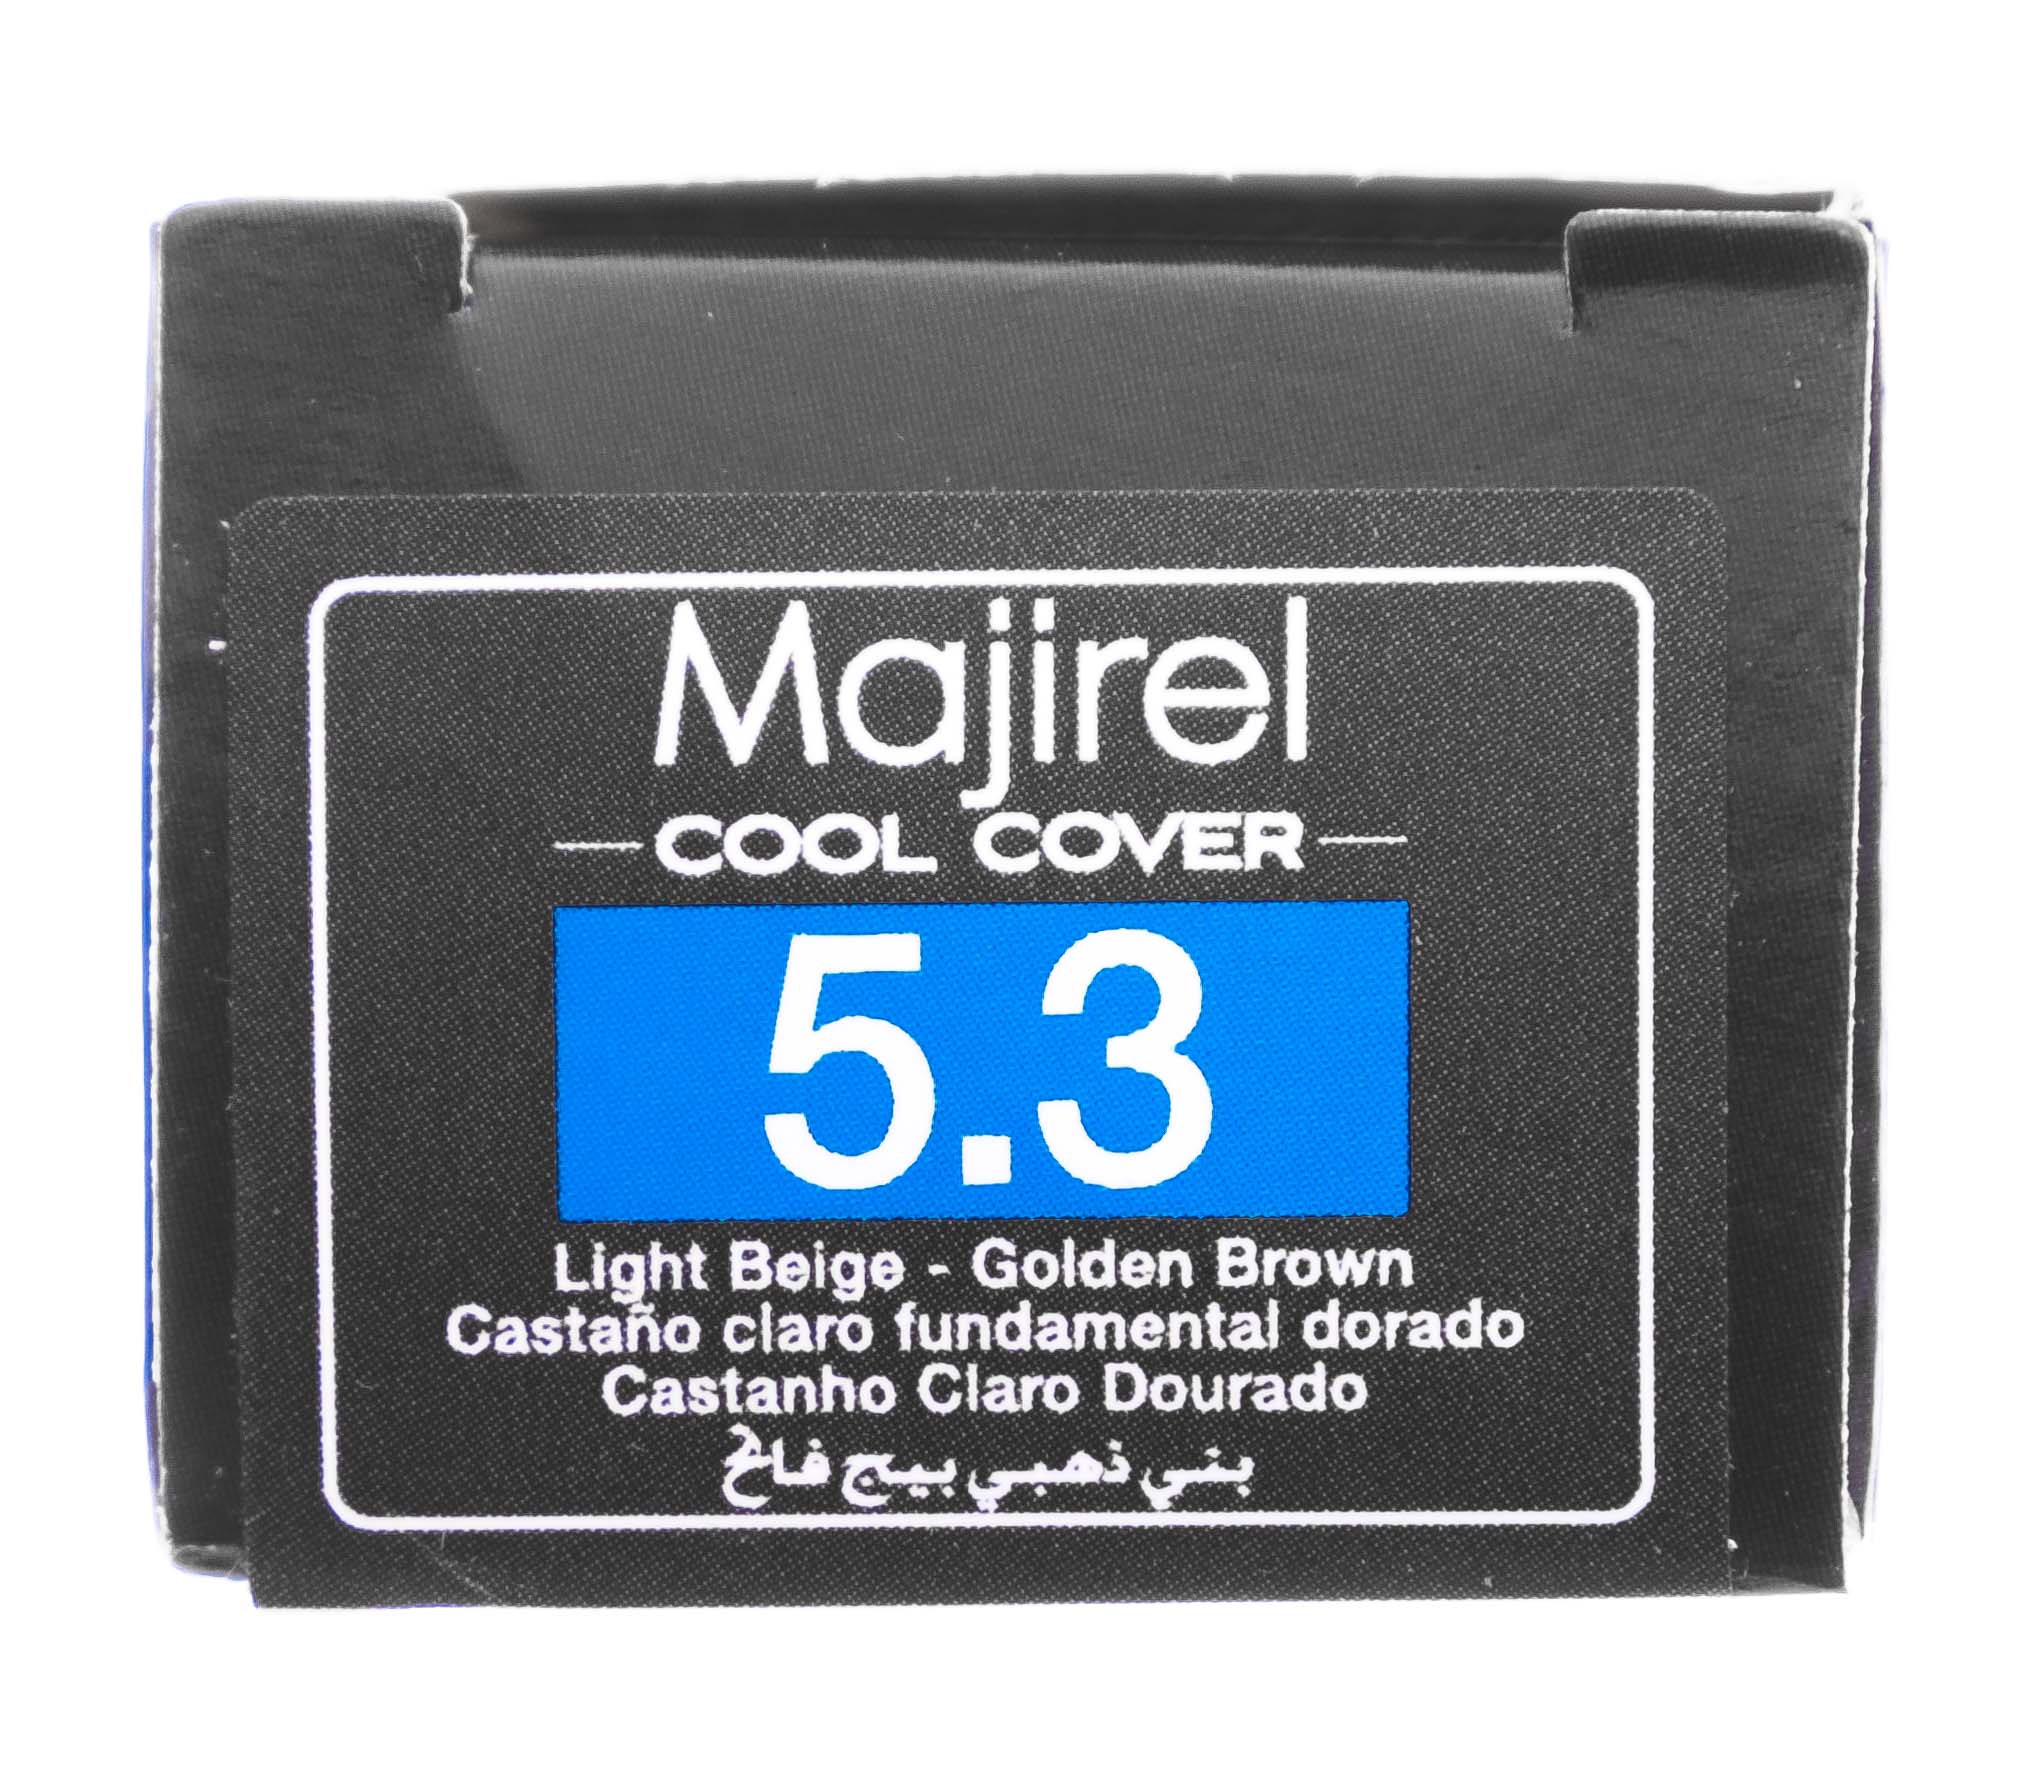 Majirel
COOL COVER
5.3
Light Beige - Golden Brown
Castaño claro fundamental dorado
Castanho Claro Dourado
بني ذهبي بيج فاتح